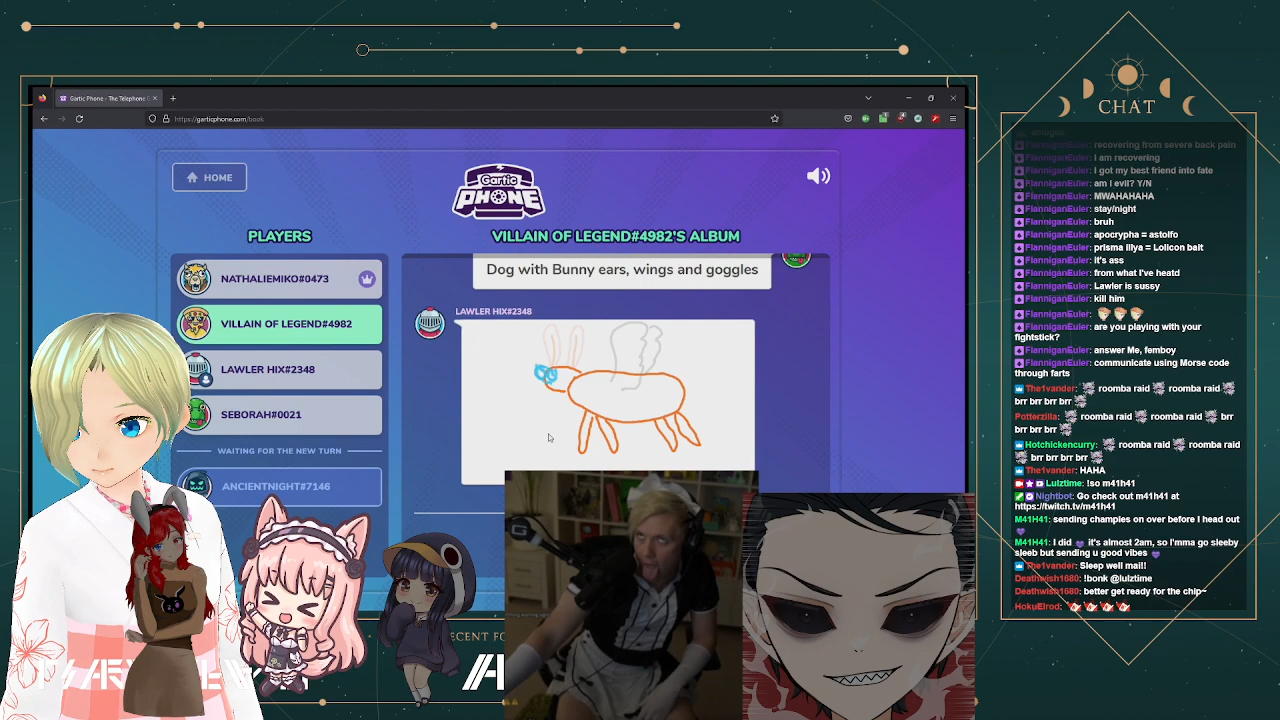 Gartic Phone - The Telephone G
https://garticphone.com/book
HOME
Gartic
PHONE
PLAYERS
VILLAIN OF LEGEND#4982'S ALBUM
NATHALIEMIKO#0473
VILLAIN OF LEGEND#4982
LAWLER HIX#2348
SEBORAH#0021
WAITING FOR THE NEW TURN
ANCIENTNIGHT#7146
Dog with Bunny ears, wings and goggles
LAWLER HIX#2348
CHAT
FlanniganEuler: recovering from severe back pain
FlanniganEuler: I am recovering
FlanniganEuler: I got my best friend into fate
FlanniganEuler: am I evil? Y/N
FlanniganEuler: MWAHAHAHA
FlanniganEuler: stay/night
FlanniganEuler: bruh
FlanniganEuler: apocrypha = astolfo
FlanniganEuler: prisma illya = Lolicon bait
FlanniganEuler: it's ass
FlanniganEuler: from what I've heatd
FlanniganEuler: Lawler is sussy
FlanniganEuler: kill him
FlanniganEuler:
FlanniganEuler: are you playing with your
fightstick?
FlanniganEuler: answer Me, femboy
FlanniganEuler: communicate using Morse code
through farts
The1vander: roomba raid roomba raid
brr brr brr brr
Potterzilla: roomba raid roomba raid brr
brr brr brr
Hotchickencurry: roomba raid roomba raid
brr brr brr brr
The1vander: HAHA
Lulztime: !so m41h41
Nightbot: Go check out m41h41 at
https://twitch.tv/m41h41
M41H41: sending champies on over before I head out
M41H41: I did it's almost 2am, so I'mma go sleeby
sleeb but sending u good vibes
The1vander: Sleep well mail!
Deathwish1680: !bonk @lulztime
Deathwish1680: better get ready for the chip~
HokuElrod: